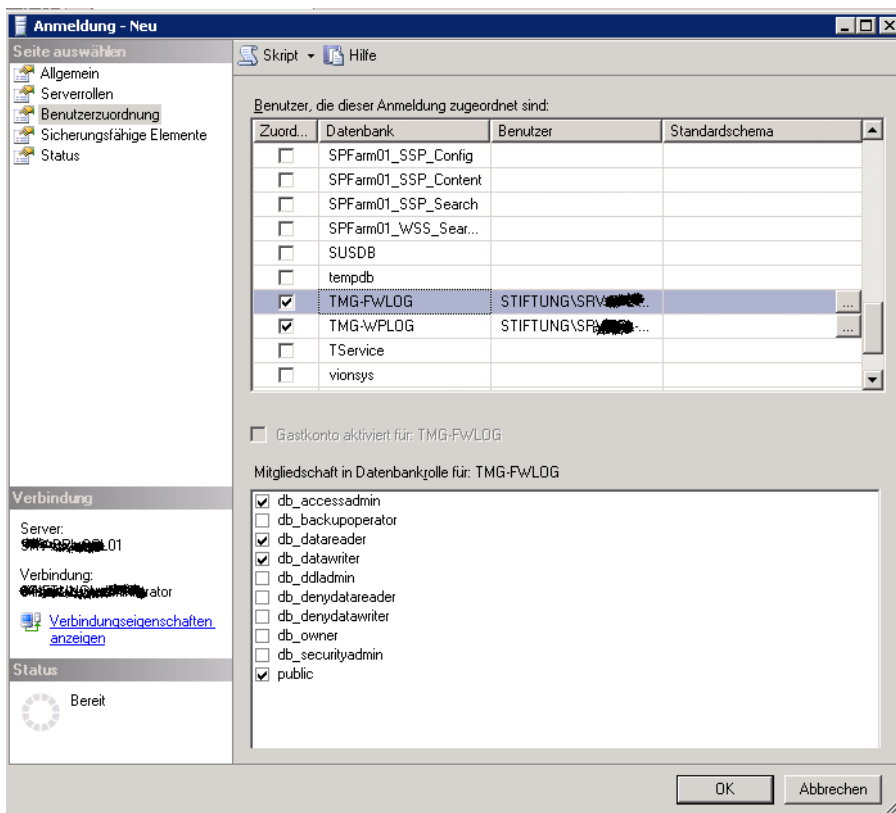 Anmeldung - Neu
Seite auswählen
Allgemein
Serverrollen
Benutzerzuordnung
Sicherungsfähige Elemente
Status
Skript
Hilfe
Benutzer, die dieser Anmeldung zugeordnet sind:
Zuord... Datenbank Benutzer Standardschema
SPFarm01_SSP_Config
SPFarm01_SSP_Content
SPFarm01_SSP_Search
SPFarm01_WSS_Sear...
SUSDB
tempdb
TMG-FWLOG STIFTUNG\SRV ...
TMG-WPLOG STIFTUNG\SRV -... ...
TService
vionsys
Gastkonto aktiviert für: TMG-FWLOG
Mitgliedschaft in Datenbankrolle für: TMG-FWLOG
db_accessadmin
db_backupoperator
db_datareader
db_datawriter
db_ddladmin
db_denydatareader
db_denydatawriter
db_owner
db_securityadmin
public
Verbindung
Server:
L01
Verbindung:
rator
Verbindungseigenschaften
anzeigen
Status
Bereit
OK Abbrechen